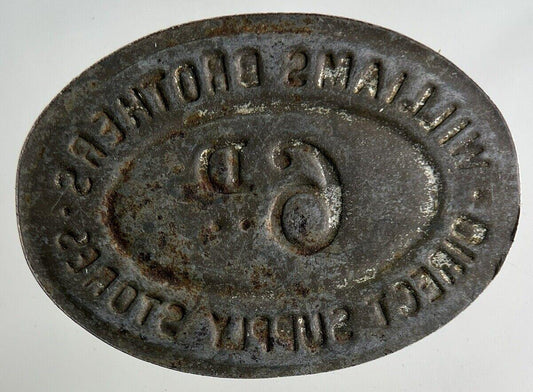 WILLIAMS BROTHERS
6D
· DIRECT SUPPLY STORES ·